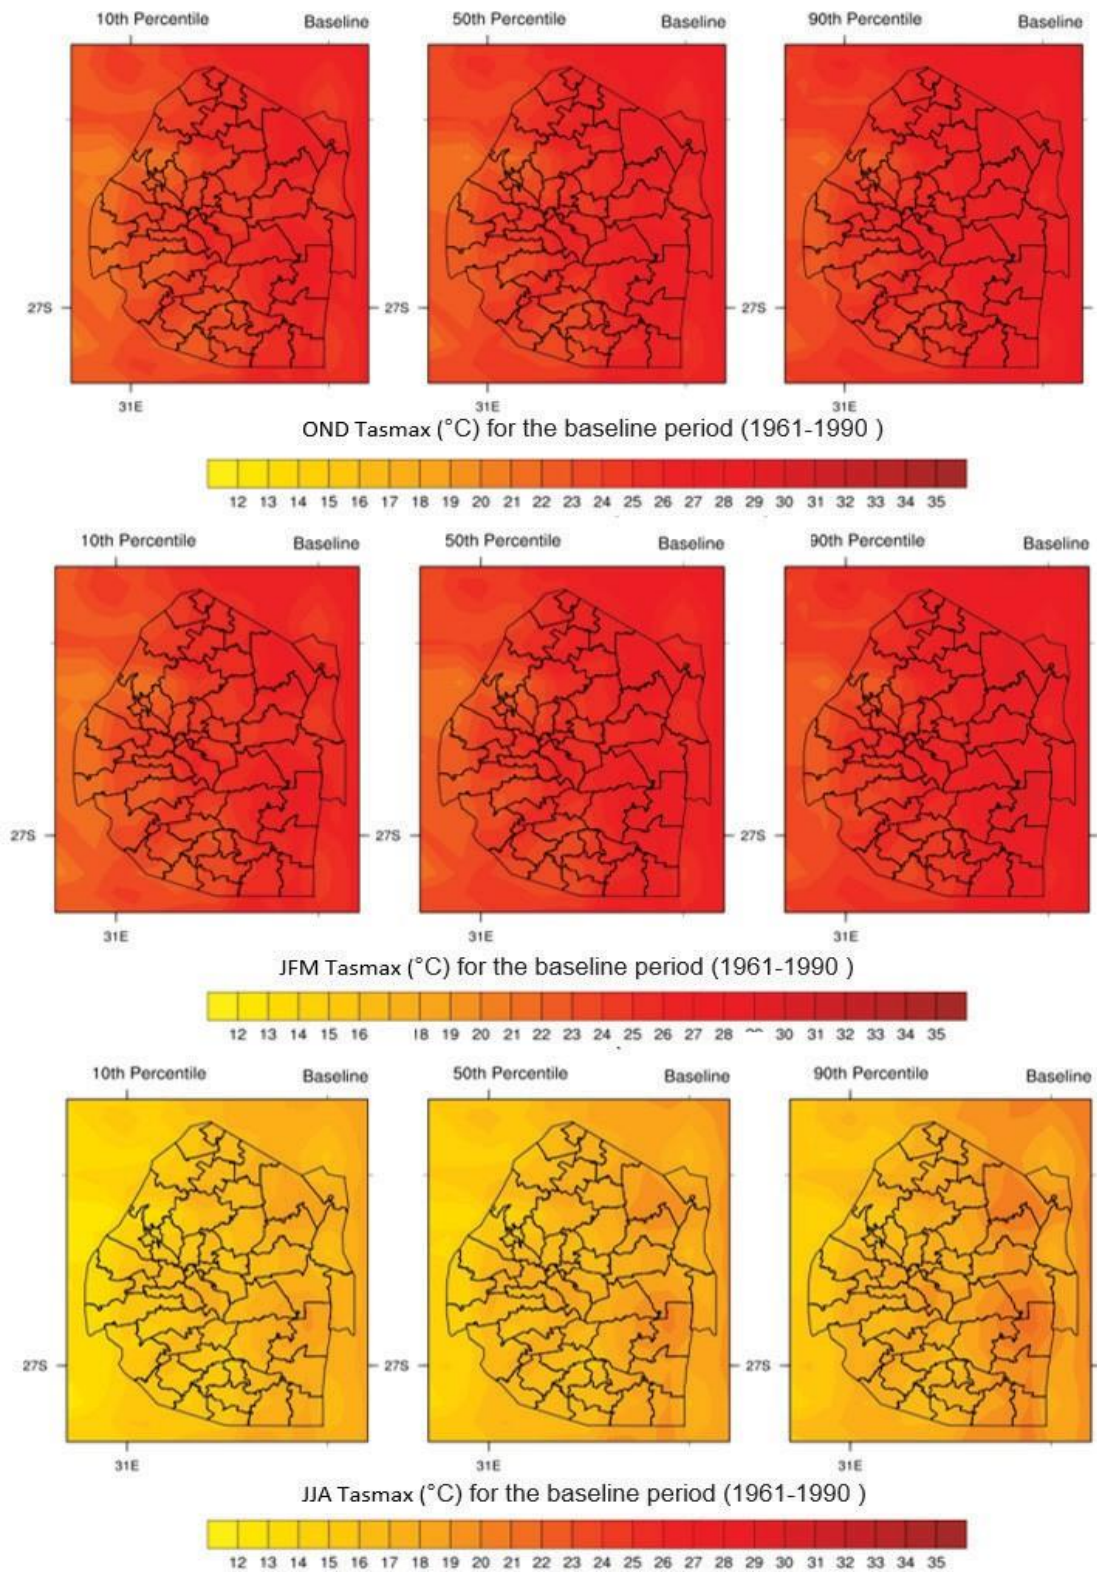 10th Percentile Baseline 50th Percentile Baseline 90th Percentile Baseline
27S 27S 27S
31E 31E 31E
OND Tasmax (°C) for the baseline period (1961-1990 )
12 13 14 15 16 17 18 19 20 21 22 23 24 25 26 27 28 29 30 31 32 33 34 35
10th Percentile Baseline 50th Percentile Baseline 90th Percentile Baseline
27S 27S 27S
31E 31E 31E
JFM Tasmax (°C) for the baseline period (1961-1990 )
12 13 14 15 16 18 19 20 21 22 23 24 25 26 27 28 30 31 32 33 34 35
10th Percentile Baseline 50th Percentile Baseline 90th Percentile Baseline
27S 27S 27S
31E 31E 31E
JJA Tasmax (°C) for the baseline period (1961-1990 )
12 13 14 15 16 17 18 19 20 21 22 23 24 25 26 27 28 29 30 31 32 33 34 35